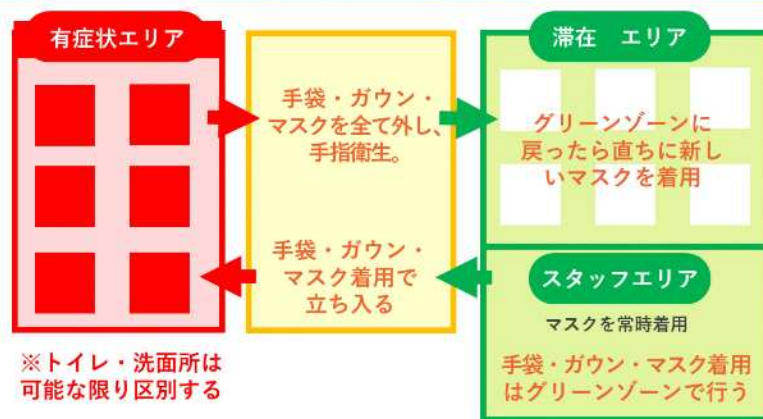 有症状エリア
手袋・ガウン・
マスクを全て外し、
手指衛生。
手袋・ガウン・
マスク着用で
立ち入る
滞在　エリア
グリーンゾーンに
戻ったら直ちに新し
いマスクを着用
スタッフエリア
マスクを常時着用
手袋・ガウン・マスク着用
はグリーンゾーンで行う
※トイレ・洗面所は
可能な限り区別する